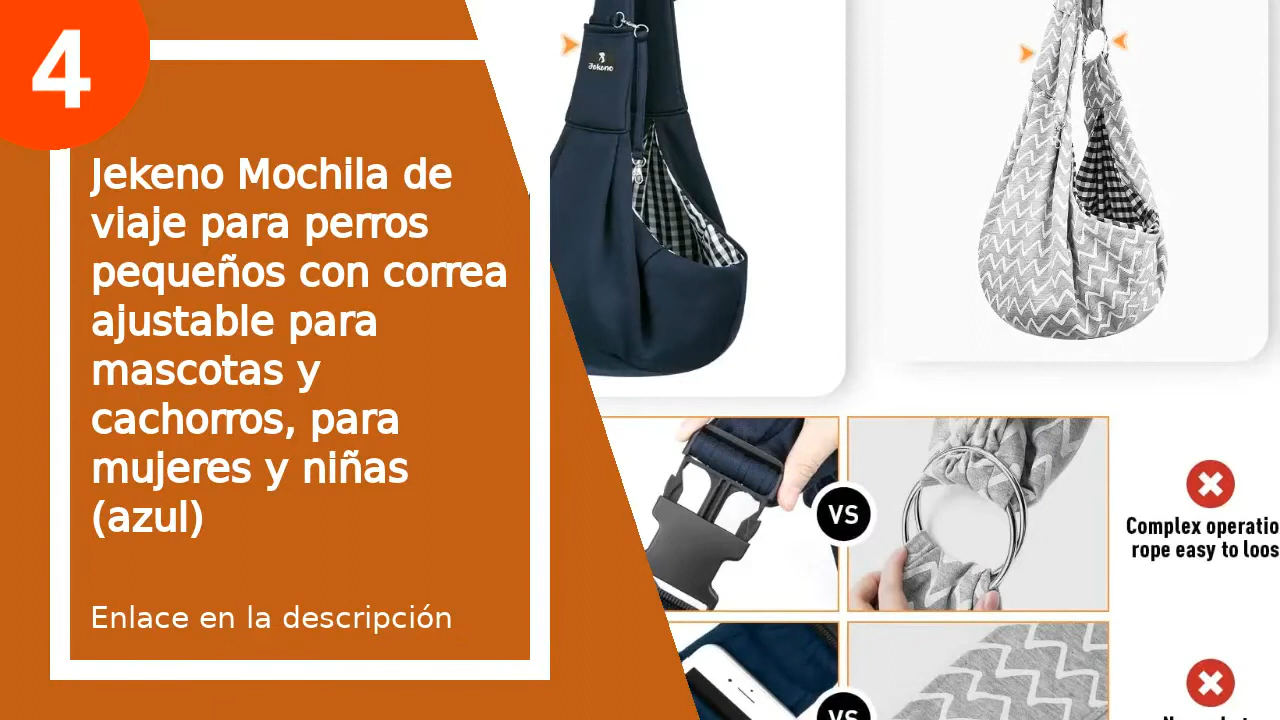 4
Jekeno Mochila de
viaje para perros
pequeños con correa
ajustable para
mascotas y
cachorros, para
mujeres y niñas
(azul)
Enlace en la descripción
Jekeno
VS
Complex operatio
rope easy to loos
VS